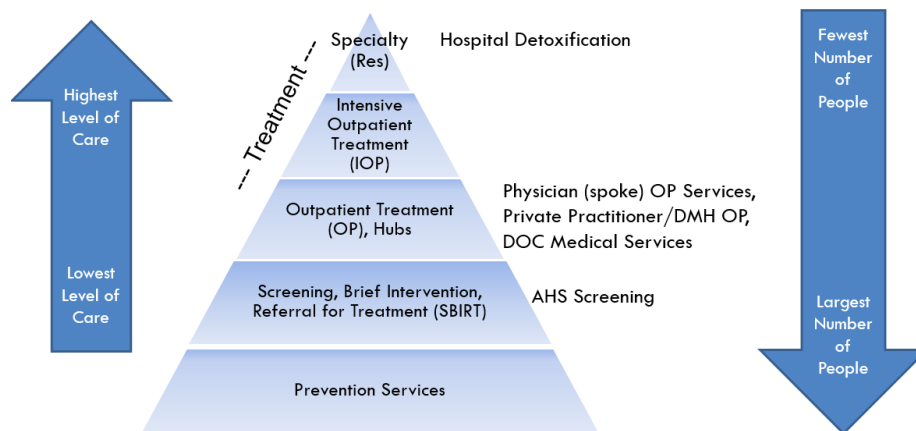 Highest
Level of
Care
Lowest
Level of
Care
--- Treatment ---
Specialty
(Res)
Hospital Detoxification
Intensive
Outpatient
Treatment
(IOP)
Outpatient Treatment
(OP), Hubs
Physician (spoke) OP Services,
Private Practitioner/DMH OP,
DOC Medical Services
Screening, Brief Intervention,
Referral for Treatment (SBIRT)
AHS Screening
Prevention Services
Fewest
Number
of
People
Largest
Number
of
People